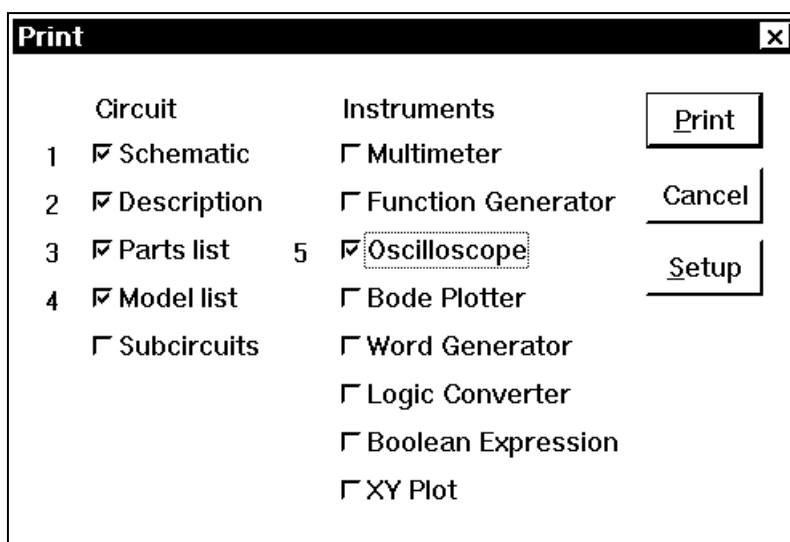 Print
Circuit Instruments Print
1 Schematic Multimeter
2 Description Function Generator Cancel
3 Parts list 5 Oscilloscope Setup
4 Model list Bode Plotter
Subcircuits Word Generator
Logic Converter
Boolean Expression
XY Plot